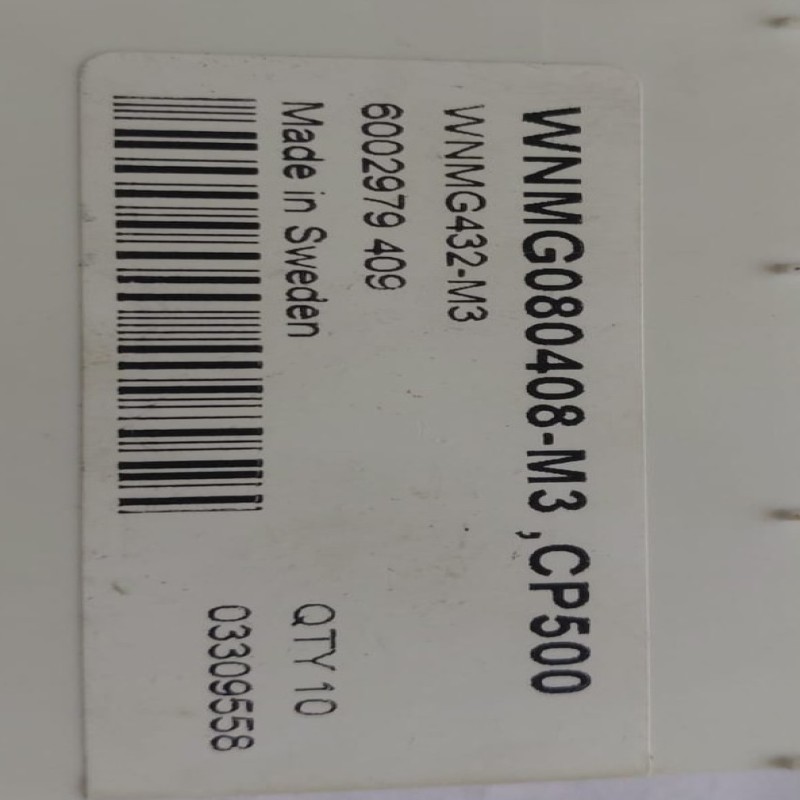 WNMG080408-M3 ,CP500
WNMG432-M3
6002979 409
Made in Sweden
QTY 10
03309558